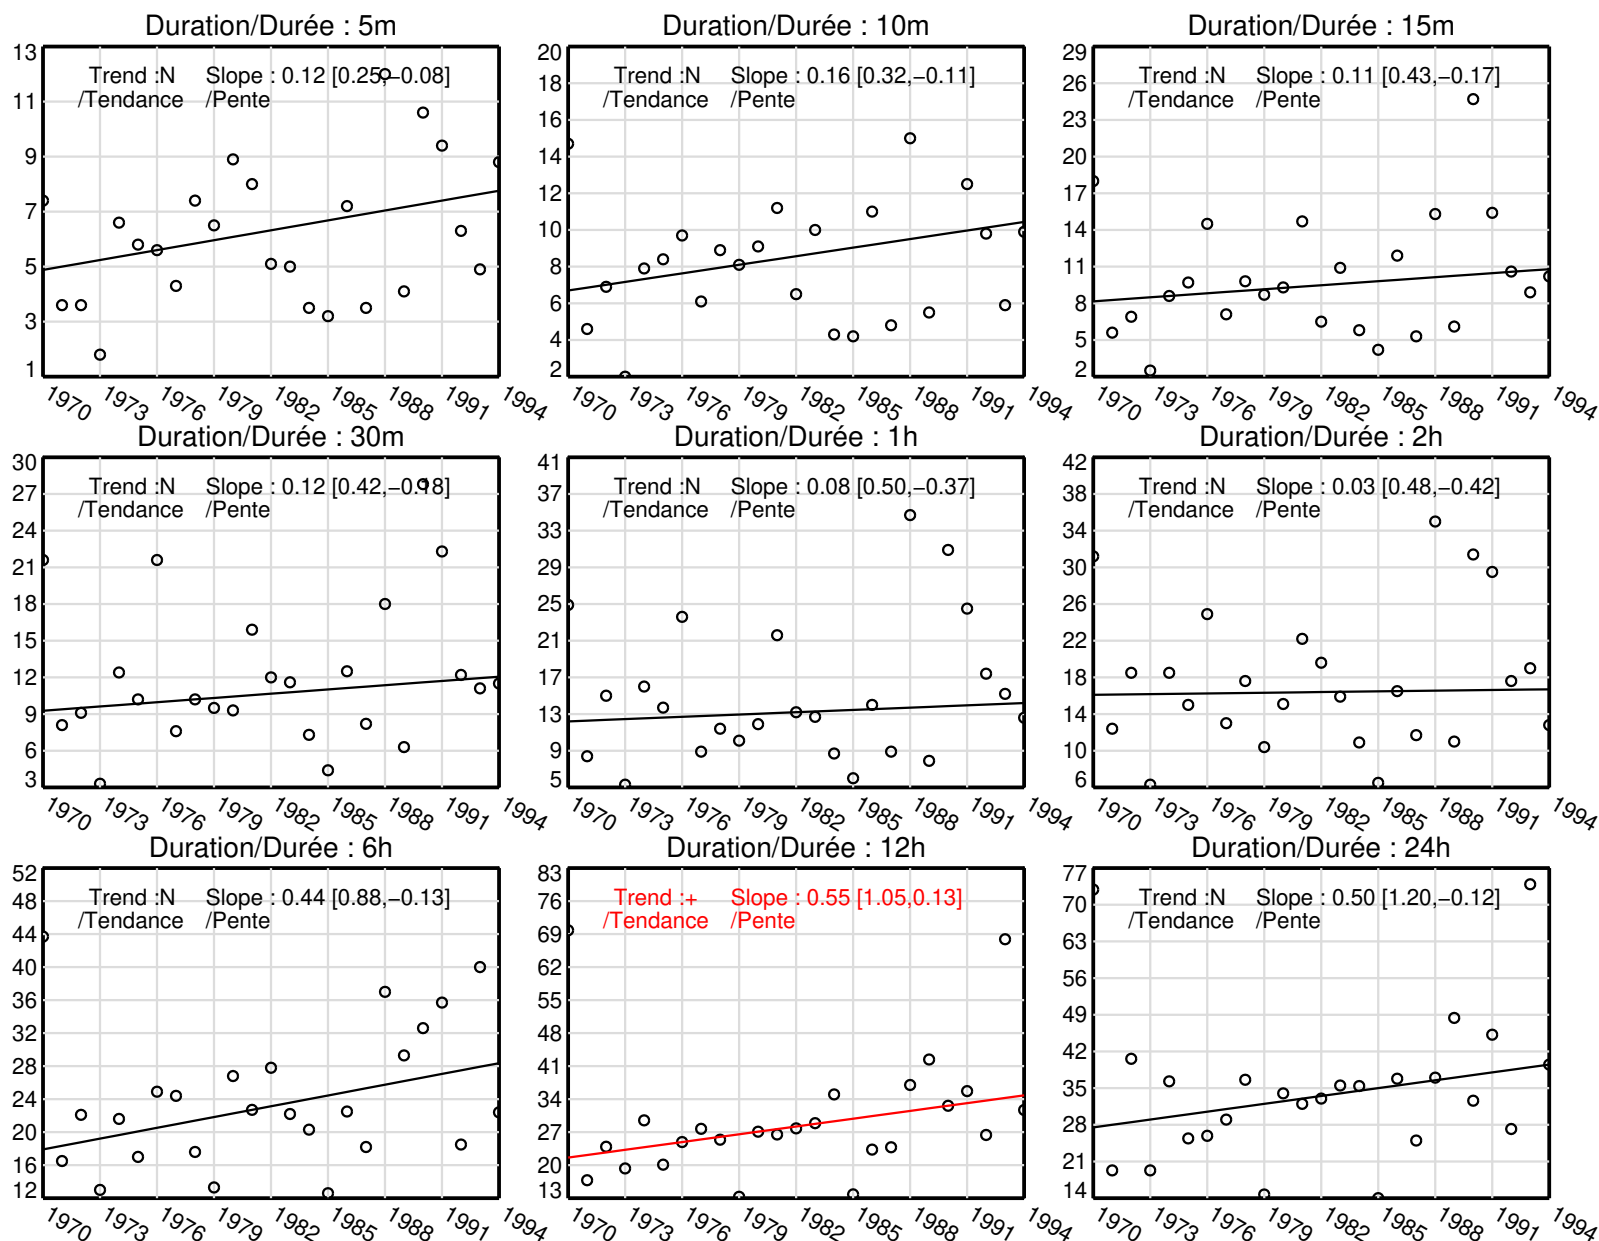 Duration/Durée : 5m
Trend :N Slope : 0.12 [0.25,−0.08]
/Tendance /Pente
13
11
9
7
5
3
1
1970 1973 1976 1979 1982 1985 1988 1991 1994
Duration/Durée : 10m
Trend :N Slope : 0.16 [0.32,−0.11]
/Tendance /Pente
20
18
16
14
12
10
8
6
4
2
1970 1973 1976 1979 1982 1985 1988 1991 1994
Duration/Durée : 15m
Trend :N Slope : 0.11 [0.43,−0.17]
/Tendance /Pente
29
26
23
20
17
14
11
8
5
2
1970 1973 1976 1979 1982 1985 1988 1991 1994
Duration/Durée : 30m
Trend :N Slope : 0.12 [0.42,−0.18]
/Tendance /Pente
30
27
24
21
18
15
12
9
6
3
1970 1973 1976 1979 1982 1985 1988 1991 1994
Duration/Durée : 1h
Trend :N Slope : 0.08 [0.50,−0.37]
/Tendance /Pente
41
37
33
29
25
21
17
13
9
5
1970 1973 1976 1979 1982 1985 1988 1991 1994
Duration/Durée : 2h
Trend :N Slope : 0.03 [0.48,−0.42]
/Tendance /Pente
42
38
34
30
26
22
18
14
10
6
1970 1973 1976 1979 1982 1985 1988 1991 1994
Duration/Durée : 6h
Trend :N Slope : 0.44 [0.88,−0.13]
/Tendance /Pente
52
48
44
40
36
32
28
24
20
16
12
1970 1973 1976 1979 1982 1985 1988 1991 1994
Duration/Durée : 12h
Trend :+ Slope : 0.55 [1.05,0.13]
/Tendance /Pente
83
76
69
62
55
48
41
34
27
20
13
1970 1973 1976 1979 1982 1985 1988 1991 1994
Duration/Durée : 24h
Trend :N Slope : 0.50 [1.20,−0.12]
/Tendance /Pente
77
70
63
56
49
42
35
28
21
14
1970 1973 1976 1979 1982 1985 1988 1991 1994